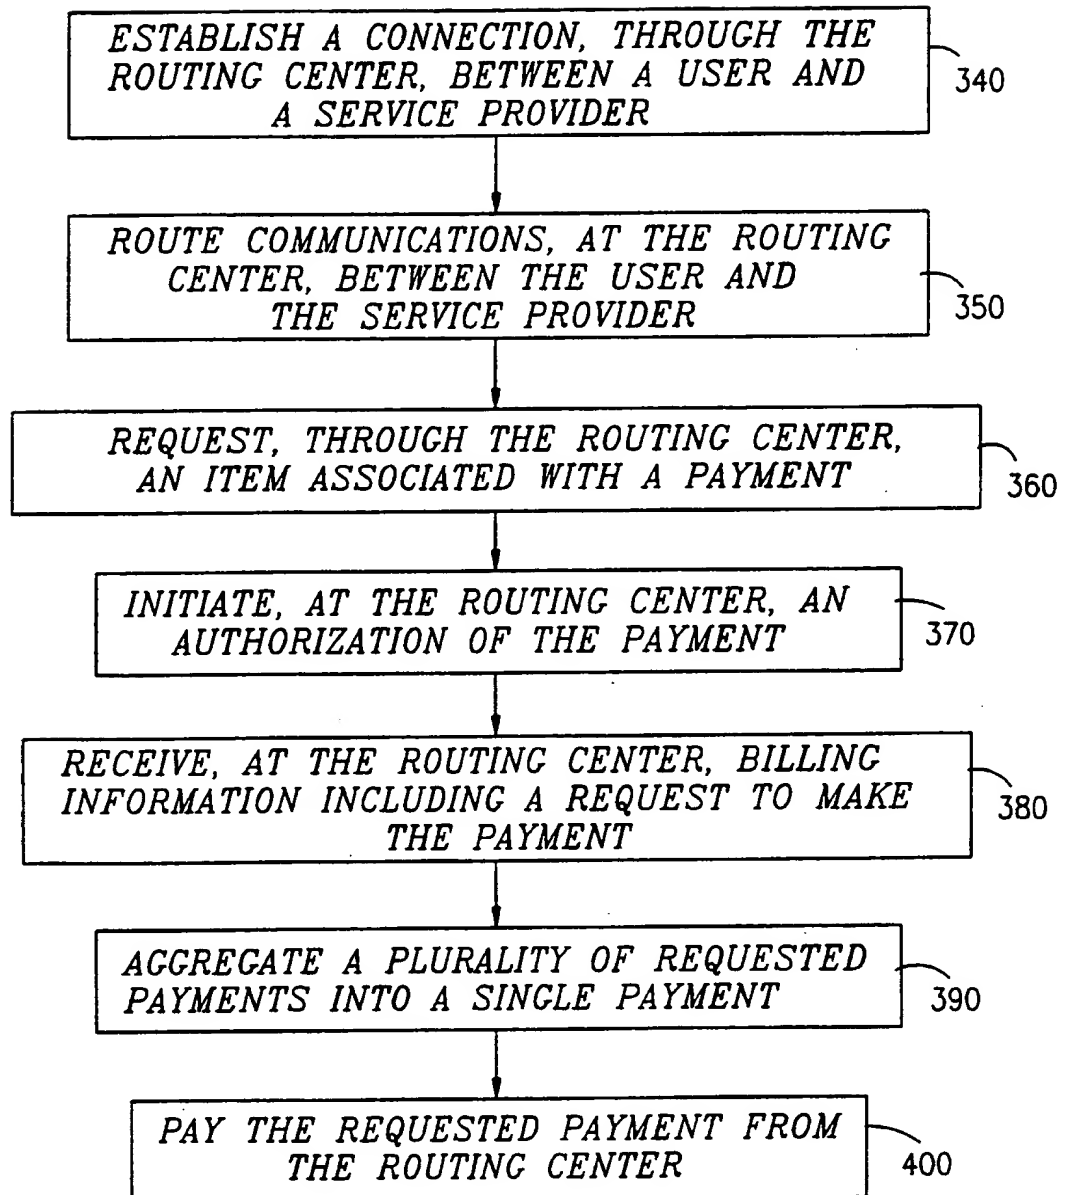 ESTABLISH A CONNECTION, THROUGH THE
ROUTING CENTER, BETWEEN A USER AND
A SERVICE PROVIDER
340
ROUTE COMMUNICATIONS, AT THE ROUTING
CENTER, BETWEEN THE USER AND
THE SERVICE PROVIDER
350
REQUEST, THROUGH THE ROUTING CENTER,
AN ITEM ASSOCIATED WITH A PAYMENT
360
INITIATE, AT THE ROUTING CENTER, AN
AUTHORIZATION OF THE PAYMENT
370
RECEIVE, AT THE ROUTING CENTER, BILLING
INFORMATION INCLUDING A REQUEST TO MAKE
THE PAYMENT
380
AGGREGATE A PLURALITY OF REQUESTED
PAYMENTS INTO A SINGLE PAYMENT
390
PAY THE REQUESTED PAYMENT FROM
THE ROUTING CENTER
400